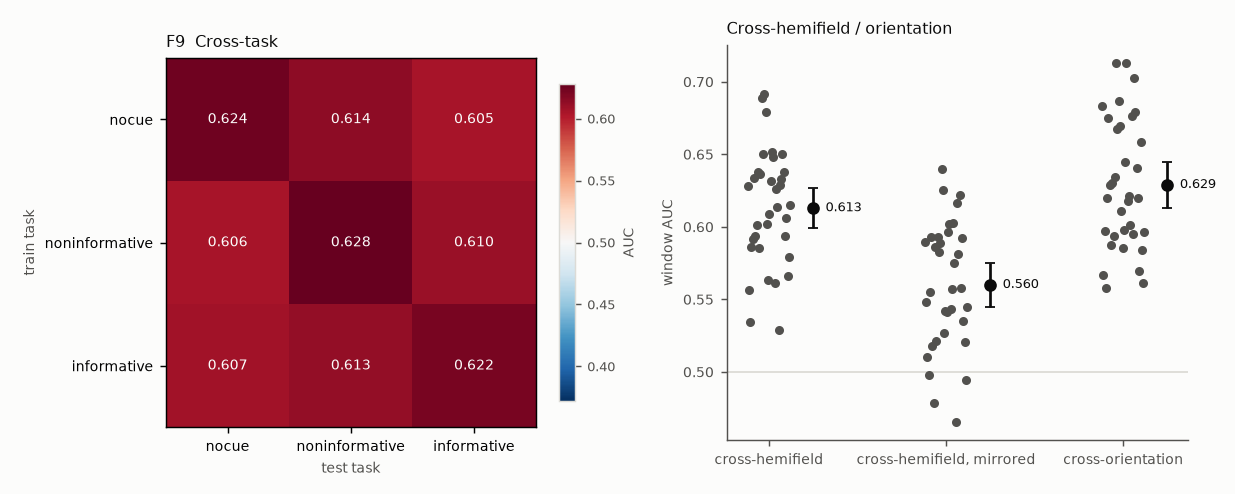 F9  Cross-task
nocue
noninformative
informative
train task
0.624 0.614 0.605
0.606 0.628 0.610
0.607 0.613 0.622
nocue noninformative informative
test task
0.60
0.55
0.50
0.45
0.40
AUC
Cross-hemifield / orientation
window AUC
0.70
0.65
0.60
0.55
0.50
0.613
0.560
0.629
cross-hemifield
cross-hemifield, mirrored
cross-orientation